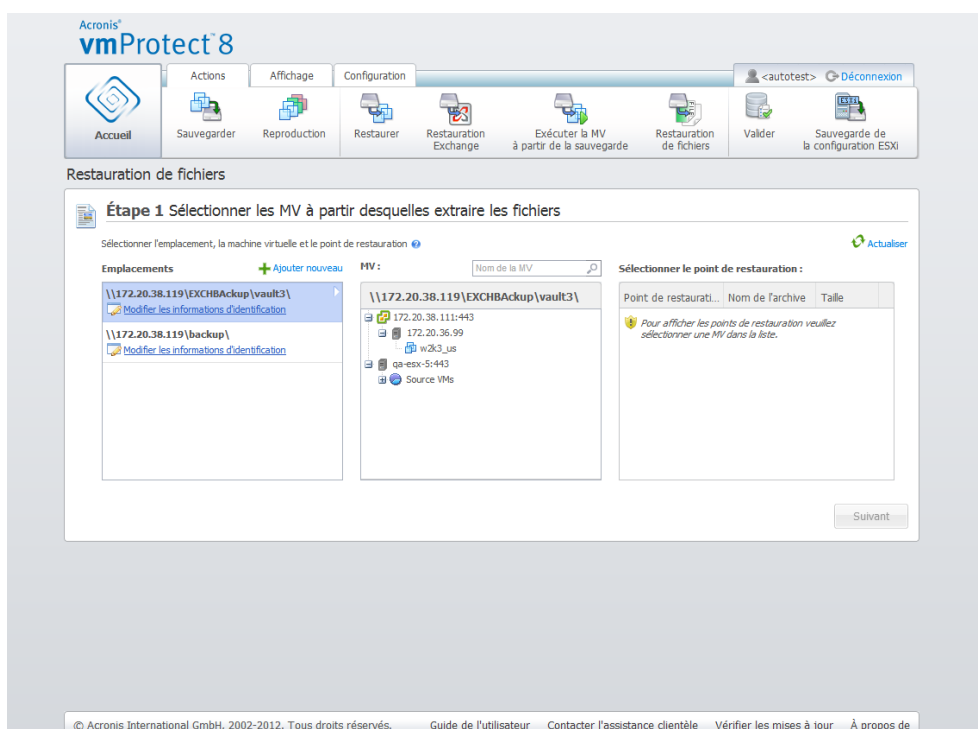 Acronis®
vmProtect™8
Actions
Affichage
Configuration
<autotest>
Déconnexion
Accueil
Sauvegarder
Reproduction
Restaurer
Restauration
Exchange
Exécuter la MV
à partir de la sauvegarde
Restauration
de fichiers
Valider
Sauvegarde de
la configuration ESXi
Restauration de fichiers
Étape 1 Sélectionner les MV à partir desquelles extraire les fichiers
Sélectionner l'emplacement, la machine virtuelle et le point de restauration
Actualiser
Emplacements
Ajouter nouveau
\\172.20.38.119\EXCHBAckup\vault3\
Modifier les informations d'identification
\\172.20.38.119\backup\
Modifier les informations d'identification
MV :
Nom de la MV
\\172.20.38.119\EXCHBAckup\vault3\
172.20.38.111:443
172.20.36.99
w2k3_us
qa-esx-5:443
Source VMs
Sélectionner le point de restauration :
Point de restaurati...
Nom de l'archive
Taille
Pour afficher les points de restauration veuillez
sélectionner une MV dans la liste.
Suivant
© Acronis International GmbH, 2002-2012. Tous droits réservés.
Guide de l'utilisateur
Contacter l'assistance clientèle
Vérifier les mises à jour
À propos de